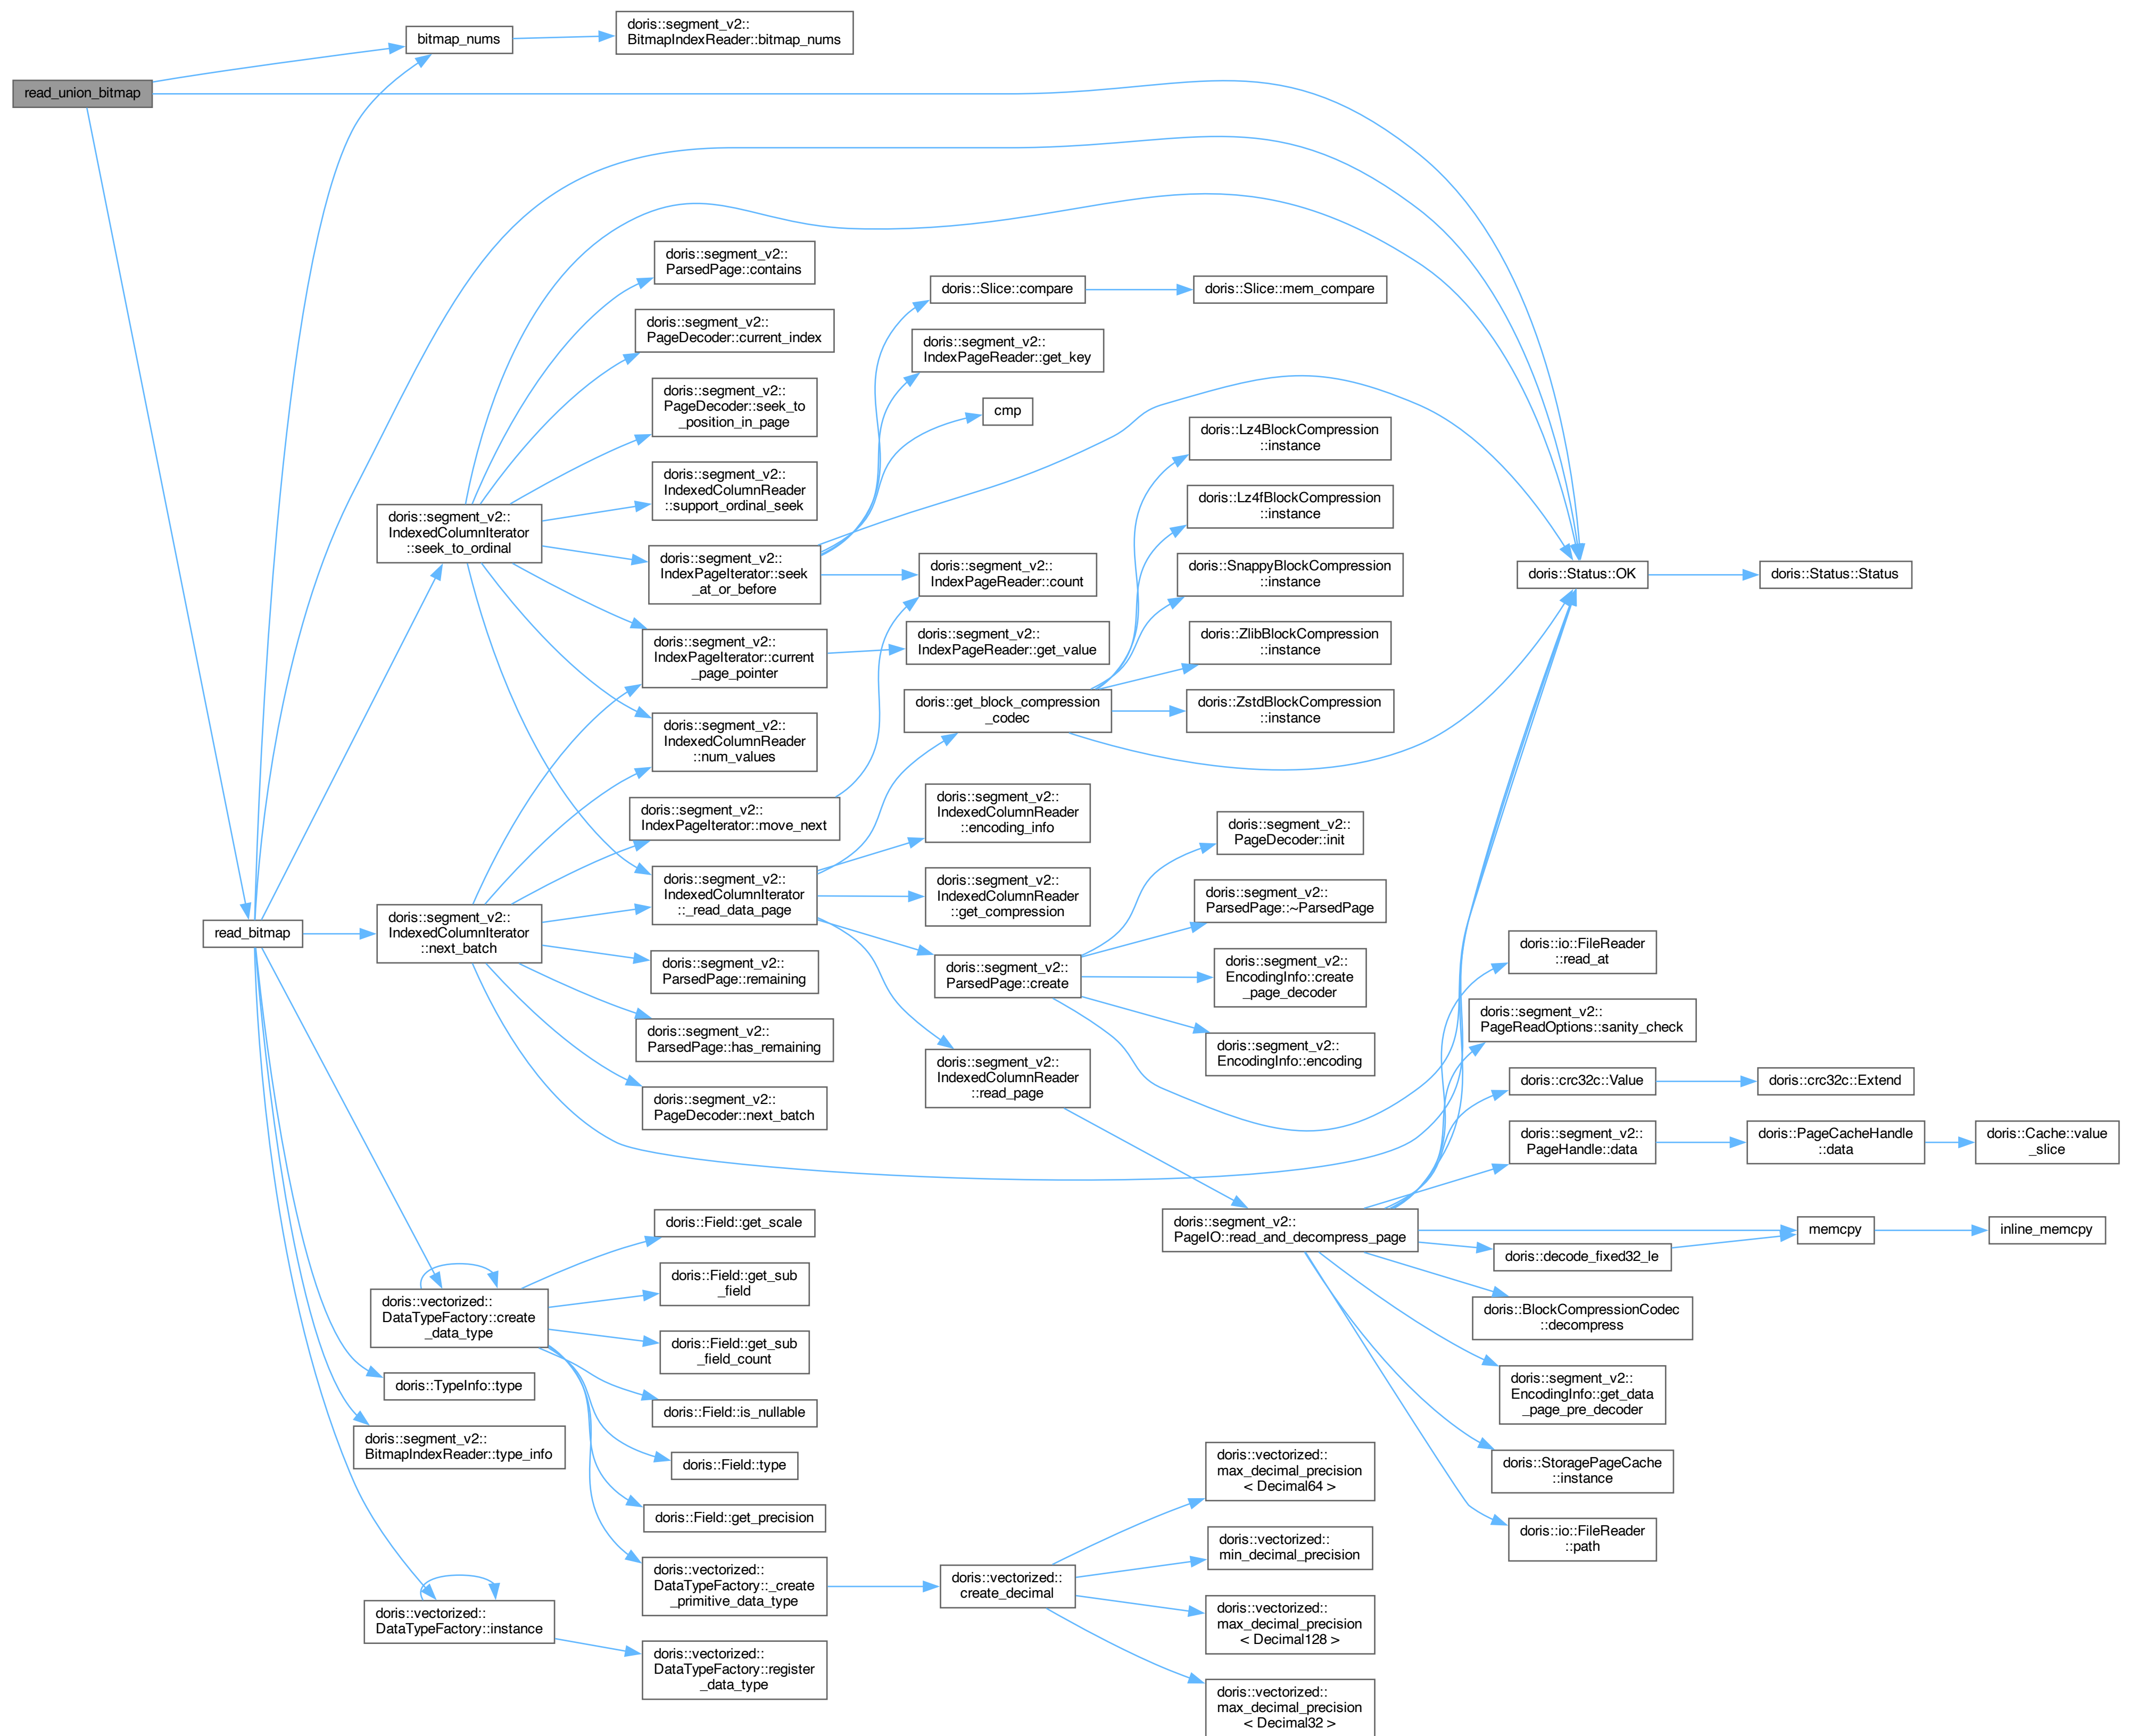 read_union_bitmap
bitmap_nums
doris::segment_v2::
BitmapIndexReader::bitmap_nums
read_bitmap
doris::segment_v2::
IndexedColumnIterator
::seek_to_ordinal
doris::segment_v2::
ParsedPage::contains
doris::segment_v2::
PageDecoder::current_index
doris::segment_v2::
PageDecoder::seek_to
_position_in_page
doris::segment_v2::
IndexedColumnReader
::support_ordinal_seek
doris::segment_v2::
IndexPageIterator::seek
_at_or_before
doris::segment_v2::
IndexPageIterator::current
_page_pointer
doris::segment_v2::
IndexedColumnReader
::num_values
doris::segment_v2::
IndexPageIterator::move_next
doris::segment_v2::
IndexedColumnIterator
::_read_data_page
doris::segment_v2::
IndexedColumnIterator
::next_batch
doris::segment_v2::
ParsedPage::remaining
doris::segment_v2::
ParsedPage::has_remaining
doris::segment_v2::
PageDecoder::next_batch
doris::Slice::compare
doris::Slice::mem_compare
doris::segment_v2::
IndexPageReader::get_key
cmp
doris::segment_v2::
IndexPageReader::count
doris::segment_v2::
IndexPageReader::get_value
doris::get_block_compression
_codec
doris::Lz4BlockCompression
::instance
doris::Lz4fBlockCompression
::instance
doris::SnappyBlockCompression
::instance
doris::ZlibBlockCompression
::instance
doris::ZstdBlockCompression
::instance
doris::Status::OK
doris::Status::Status
doris::segment_v2::
IndexedColumnReader
::encoding_info
doris::segment_v2::
IndexedColumnReader
::get_compression
doris::segment_v2::
ParsedPage::create
doris::segment_v2::
IndexedColumnReader
::read_page
doris::segment_v2::
PageDecoder::init
doris::segment_v2::
ParsedPage::~ParsedPage
doris::segment_v2::
EncodingInfo::create
_page_decoder
doris::segment_v2::
EncodingInfo::encoding
doris::segment_v2::
PageIO::read_and_decompress_page
doris::io::FileReader
::read_at
doris::segment_v2::
PageReadOptions::sanity_check
doris::crc32c::Value
doris::crc32c::Extend
doris::segment_v2::
PageHandle::data
doris::PageCacheHandle
::data
doris::Cache::value
_slice
memcpy
inline_memcpy
doris::decode_fixed32_le
doris::BlockCompressionCodec
::decompress
doris::segment_v2::
EncodingInfo::get_data
_page_pre_decoder
doris::StoragePageCache
::instance
doris::io::FileReader
::path
doris::vectorized::
DataTypeFactory::create
_data_type
doris::Field::get_scale
doris::Field::get_sub
_field
doris::Field::get_sub
_field_count
doris::Field::is_nullable
doris::Field::type
doris::Field::get_precision
doris::vectorized::
DataTypeFactory::_create
_primitive_data_type
doris::TypeInfo::type
doris::segment_v2::
BitmapIndexReader::type_info
doris::vectorized::
DataTypeFactory::instance
doris::vectorized::
DataTypeFactory::register
_data_type
doris::vectorized::
create_decimal
doris::vectorized::
max_decimal_precision
< Decimal64 >
doris::vectorized::
min_decimal_precision
doris::vectorized::
max_decimal_precision
< Decimal128 >
doris::vectorized::
max_decimal_precision
< Decimal32 >